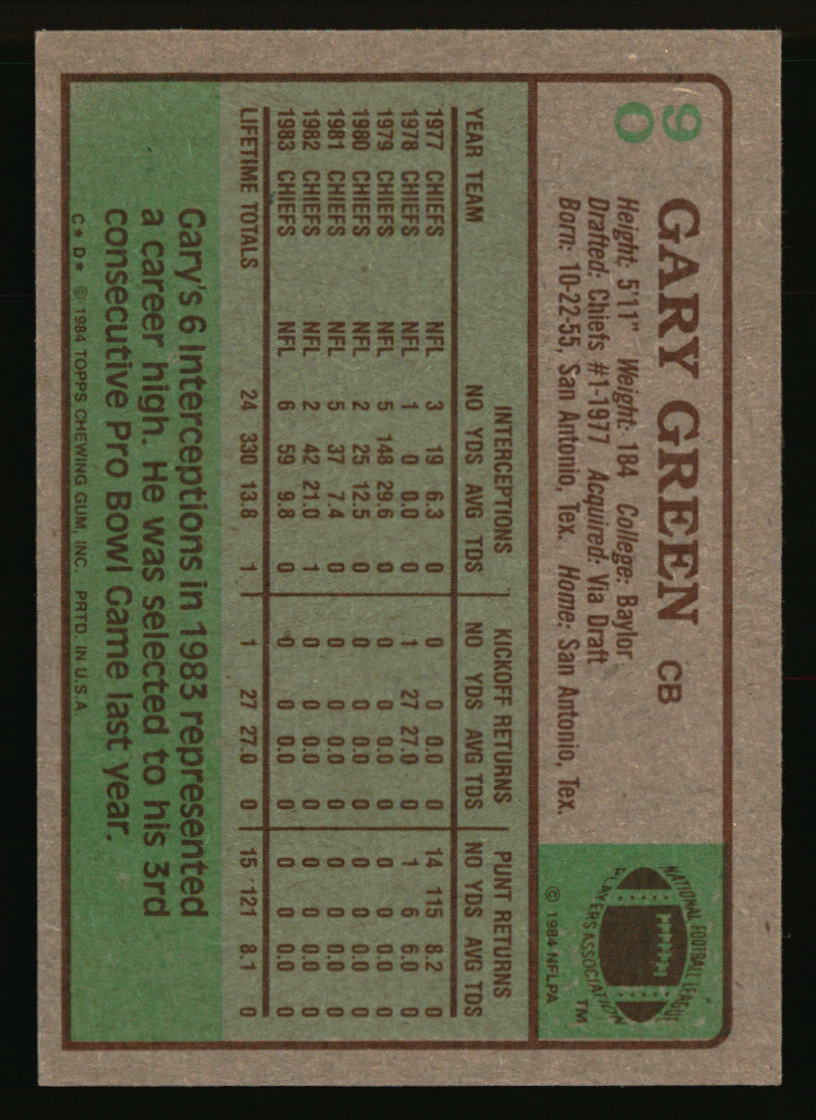 90
GARY GREEN CB
Height: 5'11" Weight: 184 College: Baylor
Drafted: Chiefs #1-1977 Acquired: Via Draft
Born: 10-22-55, San Antonio, Tex. Home: San Antonio, Tex.
NATIONAL FOOTBALL LEAGUE
PLAYERS ASSOCIATION
TM
© 1984 NFLPA
INTERCEPTIONS KICKOFF RETURNS PUNT RETURNS
YEAR TEAM NO YDS AVG TDS NO YDS AVG TDS NO YDS AVG TDS
1977 CHIEFS NFL 3 19 6.3 0 0 0 0.0 0 14 115 8.2 0
1978 CHIEFS NFL 1 0 0.0 0 1 27 27.0 0 1 6 6.0 0
1979 CHIEFS NFL 5 148 29.6 0 0 0 0.0 0 0 0 0.0 0
1980 CHIEFS NFL 2 25 12.5 0 0 0 0.0 0 0 0 0.0 0
1981 CHIEFS NFL 5 37 7.4 0 0 0 0.0 0 0 0 0.0 0
1982 CHIEFS NFL 2 42 21.0 1 0 0 0.0 0 0 0 0.0 0
1983 CHIEFS NFL 6 59 9.8 0 0 0 0.0 0 0 0 0.0 0
LIFETIME TOTALS 24 330 13.8 1 1 27 27.0 0 15 121 8.1 0
Gary's 6 Interceptions in 1983 represented
a career high. He was selected to his 3rd
consecutive Pro Bowl Game last year.
C* D* © 1984 TOPPS CHEWING GUM, INC. PRTD. IN U.S.A.